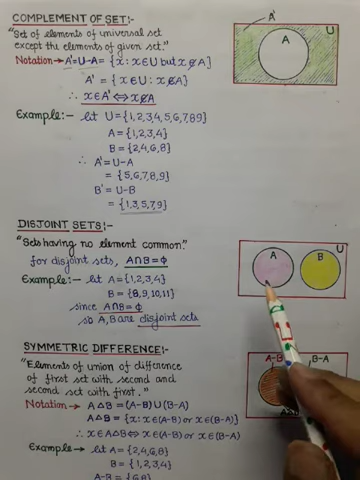 COMPLEMENT OF SET:-
"Set of elements of universal set
except the elements of given set."
Notation → A'=U-A = {x : x∈U but x∉A}
A' = {x∈U : x∉A}
∴ x∈A' ⇔ x∉A
Example:- let U = {1,2,3,4,5,6,7,8,9}
A = {1,2,3,4}
B = {2,4,6,8}
∴ A' = U-A
= {5,6,7,8,9}
B' = U-B
= {1,3,5,7,9}
A'
A
U
DISJOINT SETS:-
"Sets having no element common."
for disjoint sets, A∩B = ϕ
Example:- let A = {1,2,3,4}
B = {8,9,10,11}
since A∩B = ϕ
so A,B are disjoint sets
A
B
U
SYMMETRIC DIFFERENCE:-
"Elements of union of difference
of first set with second and
second set with first."
Notation → A∆B = (A-B)∪(B-A)
A∆B = {x : x∈(A-B) or x∈(B-A)}
∴ x∈A∆B ⇔ x∈(A-B) or x∈(B-A)
Example → let A = {2,4,6,8}
B = {1,2,3,4}
A-B = {6,8}
A-B
B-A